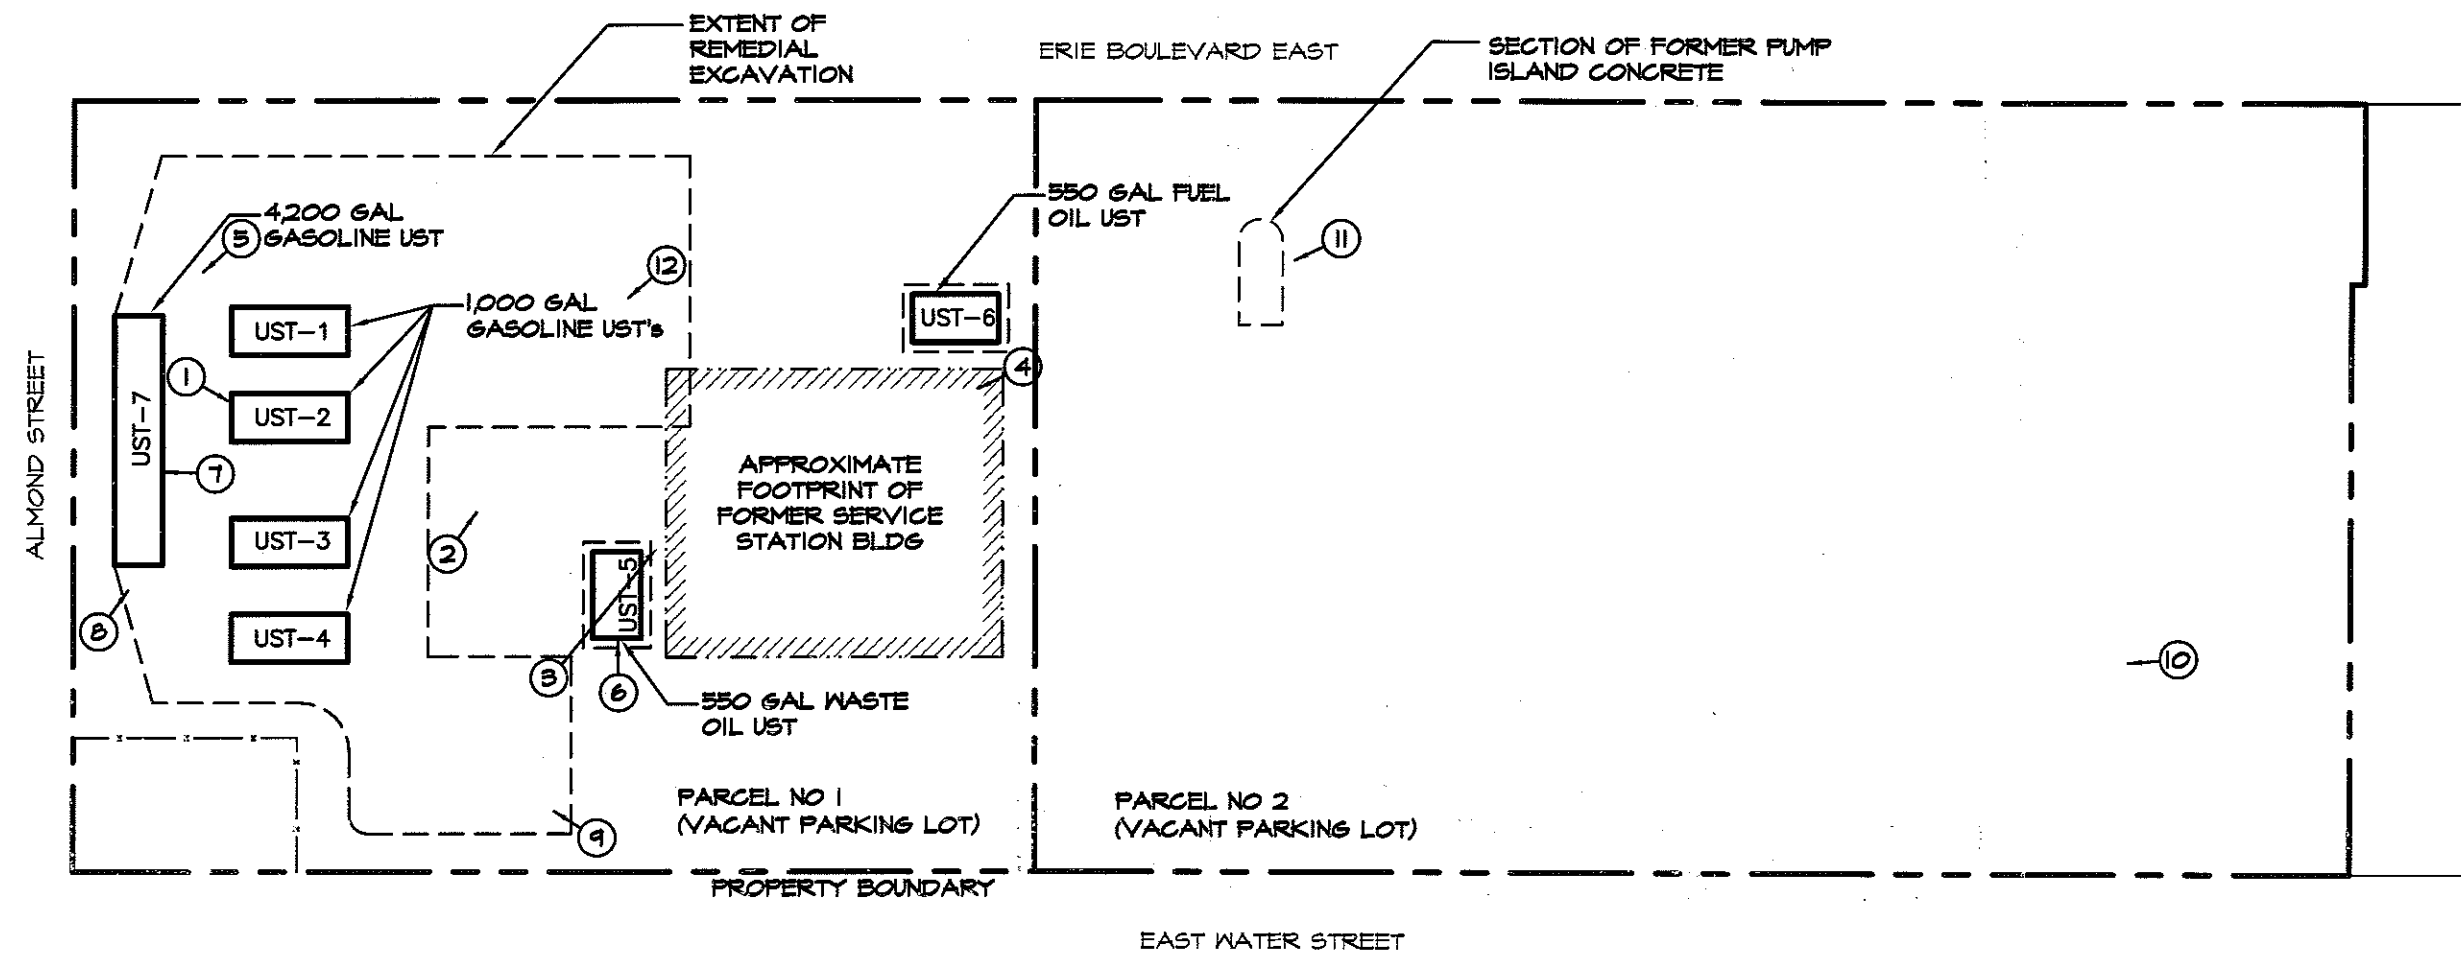 EXTENT OF
REMEDIAL
EXCAVATION
ERIE BOULEVARD EAST
SECTION OF FORMER PUMP
ISLAND CONCRETE
4,200 GAL
GASOLINE UST
5
12
550 GAL FUEL
OIL UST
11
1,000 GAL
GASOLINE UST's
UST-1
UST-6
4
1
UST-2
UST-7
7
ALMOND STREET
APPROXIMATE
FOOTPRINT OF
FORMER SERVICE
STATION BLDG
UST-3
2
UST-5
8
UST-4
3
6
10
550 GAL WASTE
OIL UST
PARCEL NO 1
(VACANT PARKING LOT)
PARCEL NO 2
(VACANT PARKING LOT)
9
PROPERTY BOUNDARY
EAST WATER STREET